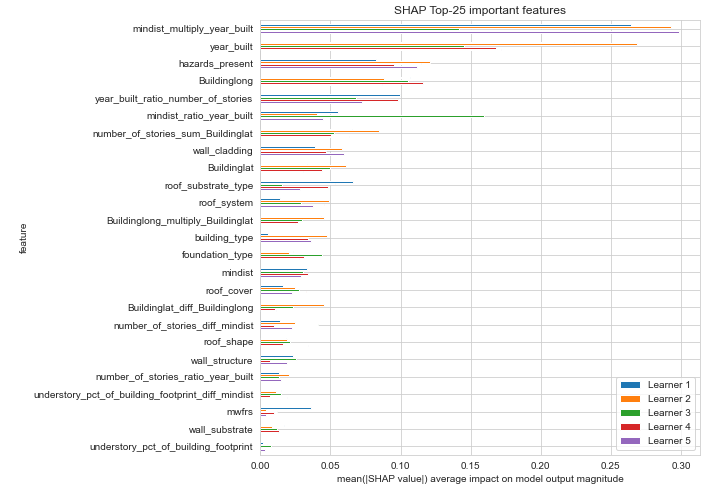 SHAP Top-25 important features
mindist_multiply_year_built
year_built
hazards_present
Buildinglong
year_built_ratio_number_of_stories
mindist_ratio_year_built
number_of_stories_sum_Buildinglat
wall_cladding
Buildinglat
roof_substrate_type
roof_system
Buildinglong_multiply_Buildinglat
building_type
foundation_type
mindist
roof_cover
Buildinglat_diff_Buildinglong
number_of_stories_diff_mindist
roof_shape
wall_structure
number_of_stories_ratio_year_built
understory_pct_of_building_footprint_diff_mindist
mwfrs
wall_substrate
understory_pct_of_building_footprint
feature
Learner 1
Learner 2
Learner 3
Learner 4
Learner 5
0.00 0.05 0.10 0.15 0.20 0.25 0.30
mean(|SHAP value|) average impact on model output magnitude